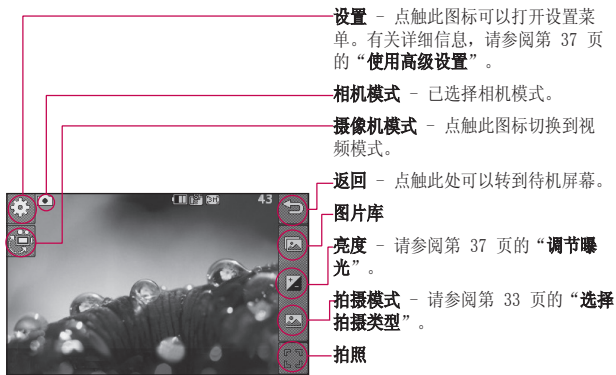 设置 - 点触此图标可以打开设置菜
单。有关详细信息，请参阅第 37 页
的“使用高级设置”。
相机模式 - 已选择相机模式。
摄像机模式 - 点触此图标切换到视
频模式。
返回 - 点触此处可以转到待机屏幕。
43
图片库
亮度 - 请参阅第 37 页的“调节曝
光”。
拍摄模式 - 请参阅第 33 页的“选择
拍摄类型”。
拍照